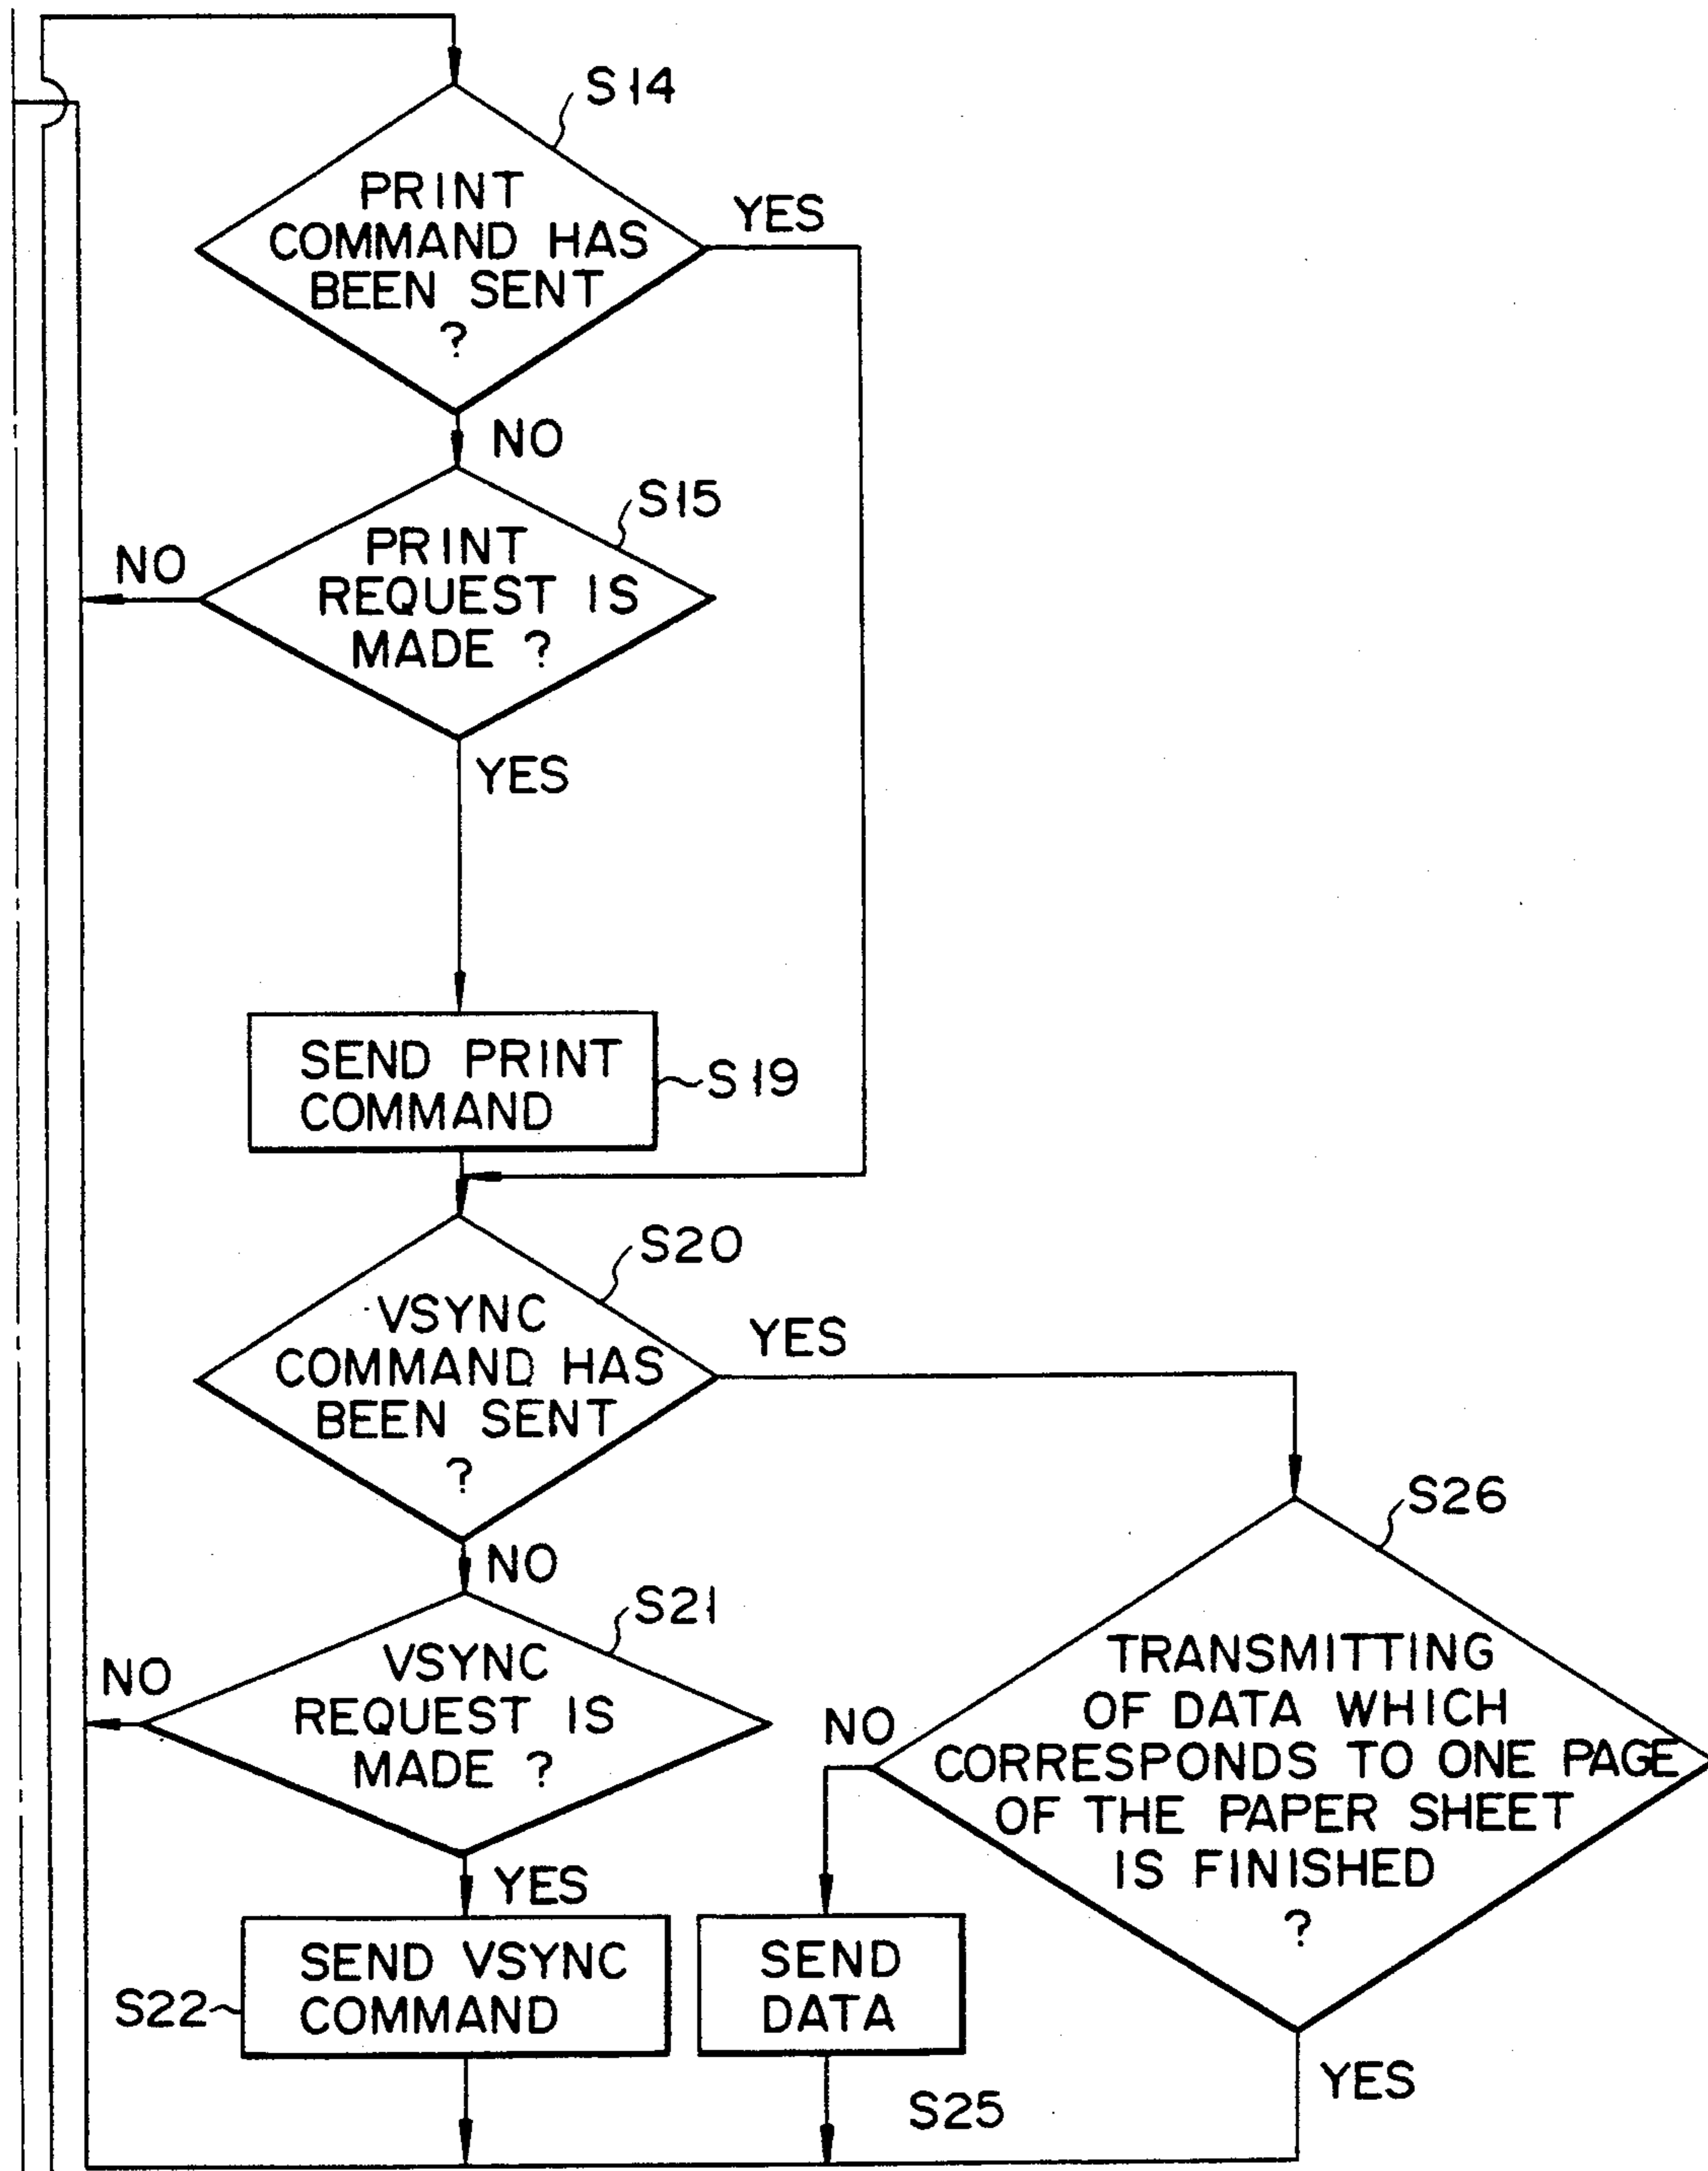 S14
PRINT
COMMAND HAS
BEEN SENT
?
YES
NO
S15
PRINT
REQUEST IS
MADE ?
NO
YES
SEND PRINT
COMMAND
S19
S20
VSYNC
COMMAND HAS
BEEN SENT
?
YES
NO
S21
VSYNC
REQUEST IS
MADE ?
NO
YES
SEND VSYNC
COMMAND
S22
S26
TRANSMITTING
OF DATA WHICH
CORRESPONDS TO ONE PAGE
OF THE PAPER SHEET
IS FINISHED
?
NO
SEND
DATA
S25
YES